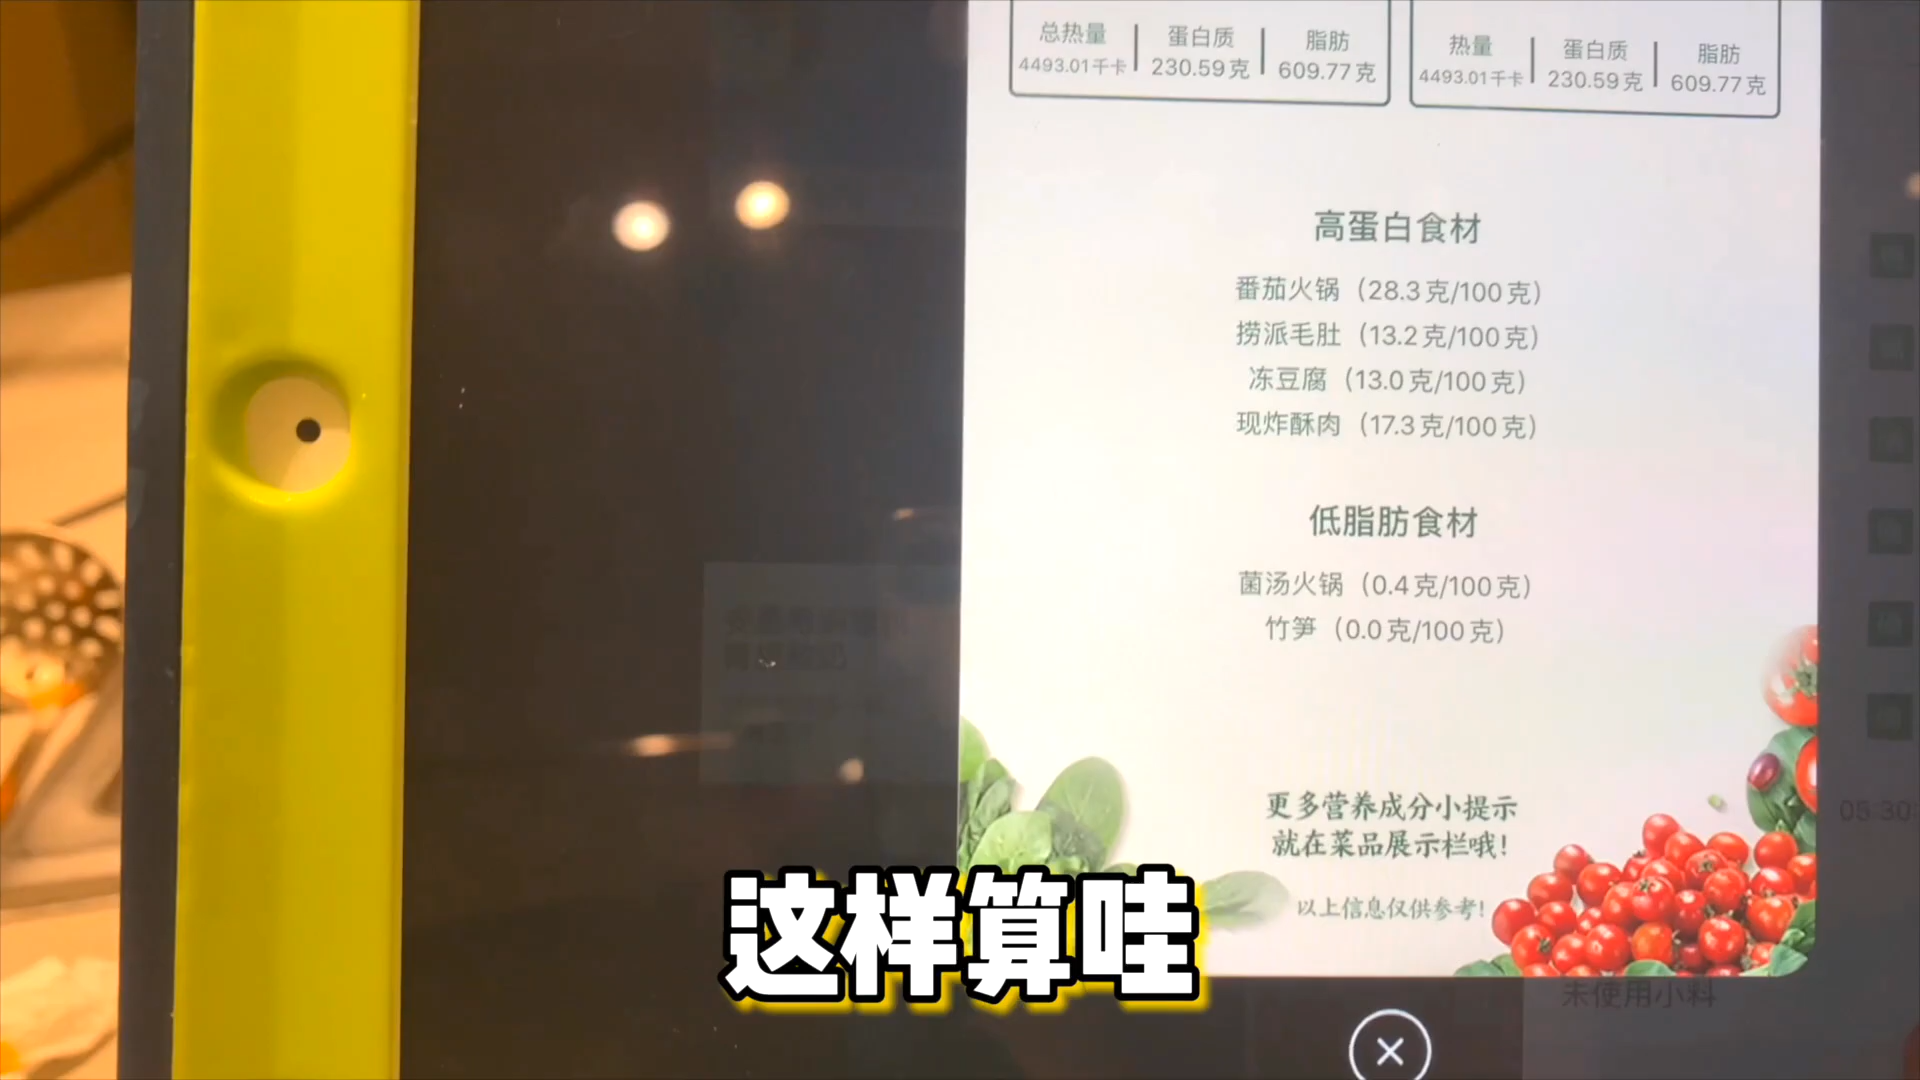 总热量 蛋白质 脂肪
4493.01千卡 230.59克 609.77克
热量 蛋白质 脂肪
4493.01千卡 230.59克 609.77克
高蛋白食材
番茄火锅（28.3克/100克）
捞派毛肚（13.2克/100克）
冻豆腐（13.0克/100克）
现炸酥肉（17.3克/100克）
低脂肪食材
菌汤火锅（0.4克/100克）
竹笋（0.0克/100克）
更多营养成分小提示
就在菜品展示栏哦！
以上信息仅供参考！
05:30:
未使用小料
这样算哇